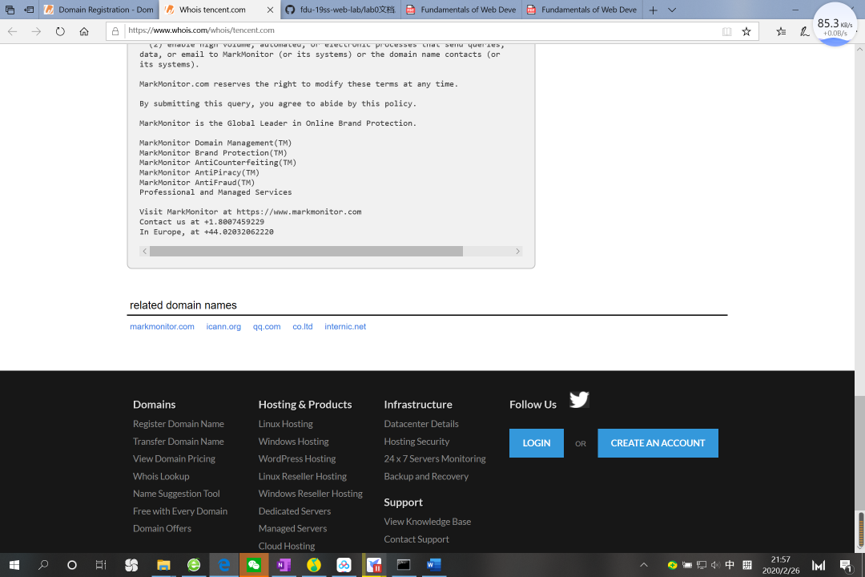 Domain Registration - Dom
Whois tencent.com
fdu-19ss-web-lab/lab0文档.
Fundamentals of Web Deve
Fundamentals of Web Deve
https://www.whois.com/whois/tencent.com
85.3 KB/s
+0.0B/s
(2) enable high volume, automated, or electronic processes that send queries,
data, or email to MarkMonitor (or its systems) or the domain name contacts (or
its systems).
MarkMonitor.com reserves the right to modify these terms at any time.
By submitting this query, you agree to abide by this policy.
MarkMonitor is the Global Leader in Online Brand Protection.
MarkMonitor Domain Management(TM)
MarkMonitor Brand Protection(TM)
MarkMonitor AntiCounterfeiting(TM)
MarkMonitor AntiPiracy(TM)
MarkMonitor AntiFraud(TM)
Professional and Managed Services
Visit MarkMonitor at https://www.markmonitor.com
Contact us at +1.8007459229
In Europe, at +44.02032062220
related domain names
markmonitor.com icann.org qq.com co.ltd internic.net
Domains
Register Domain Name
Transfer Domain Name
View Domain Pricing
Whois Lookup
Name Suggestion Tool
Free with Every Domain
Domain Offers
Hosting & Products
Linux Hosting
Windows Hosting
WordPress Hosting
Linux Reseller Hosting
Windows Reseller Hosting
Dedicated Servers
Managed Servers
Cloud Hosting
Infrastructure
Datacenter Details
Hosting Security
24 x 7 Servers Monitoring
Backup and Recovery
Support
View Knowledge Base
Contact Support
Follow Us
LOGIN OR CREATE AN ACCOUNT
中
21:57
2020/2/26